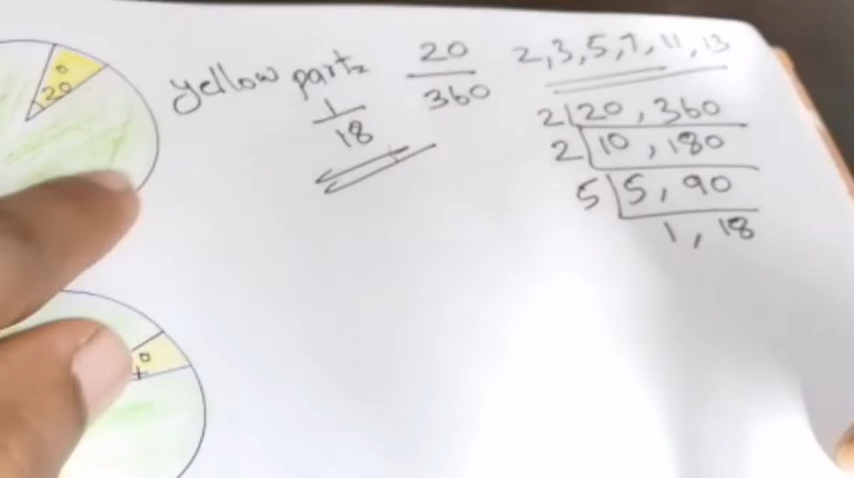 20°
yellow part 20/360
1/18
2,3,5,7,11,13
2 20, 360
2 10, 180
5 5, 90
1, 18